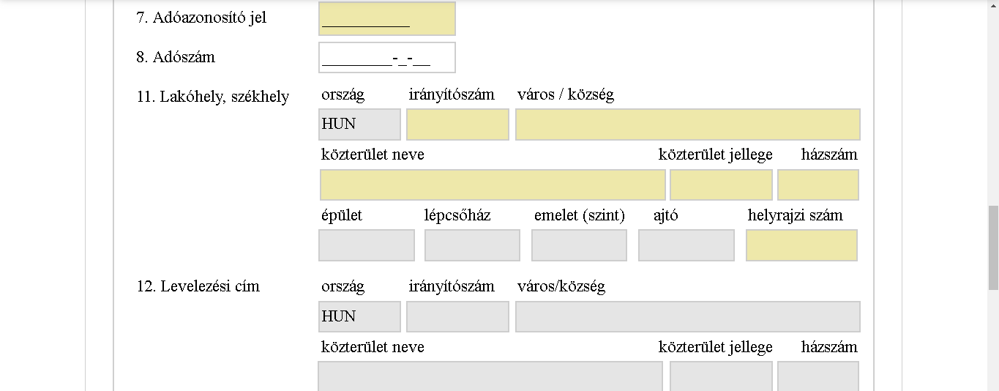 7. Adóazonosító jel __________
8. Adószám ________-_-__
11. Lakóhely, székhely ország irányítószám város / község
HUN
közterület neve közterület jellege házszám
épület lépcsőház emelet (szint) ajtó helyrajzi szám
12. Levelezési cím ország irányítószám város/község
HUN
közterület neve közterület jellege házszám